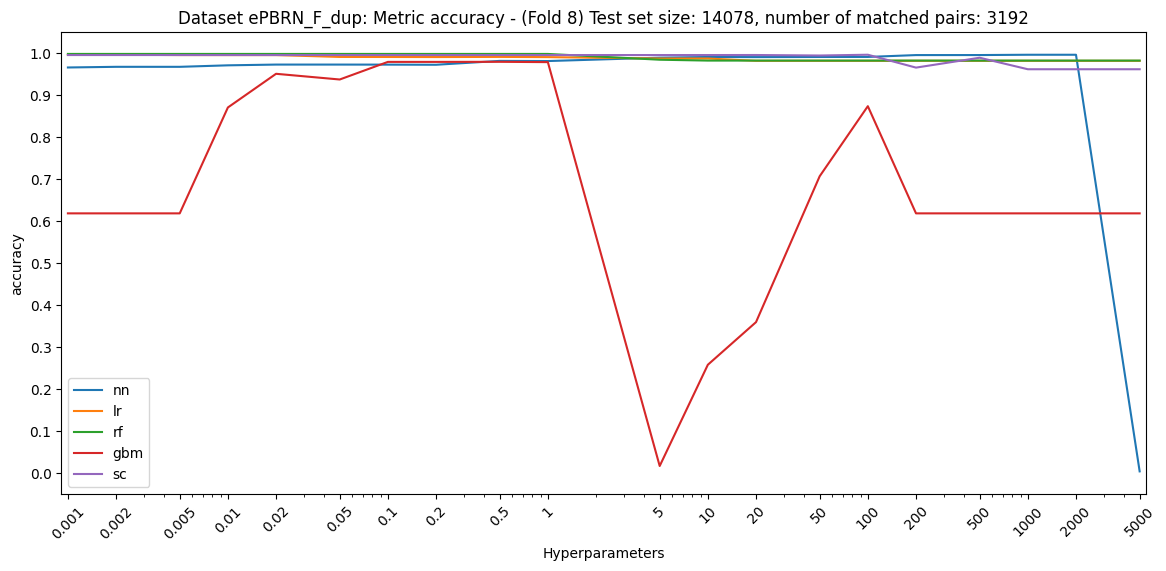 Dataset ePBRN_F_dup: Metric accuracy - (Fold 8) Test set size: 14078, number of matched pairs: 3192
accuracy
1.0
0.9
0.8
0.7
0.6
0.5
0.4
0.3
0.2
0.1
0.0
nn
lr
rf
gbm
sc
0.001 0.002 0.005 0.01 0.02 0.05 0.1 0.2 0.5 1 5 10 20 50 100 200 500 1000 2000 5000
Hyperparameters